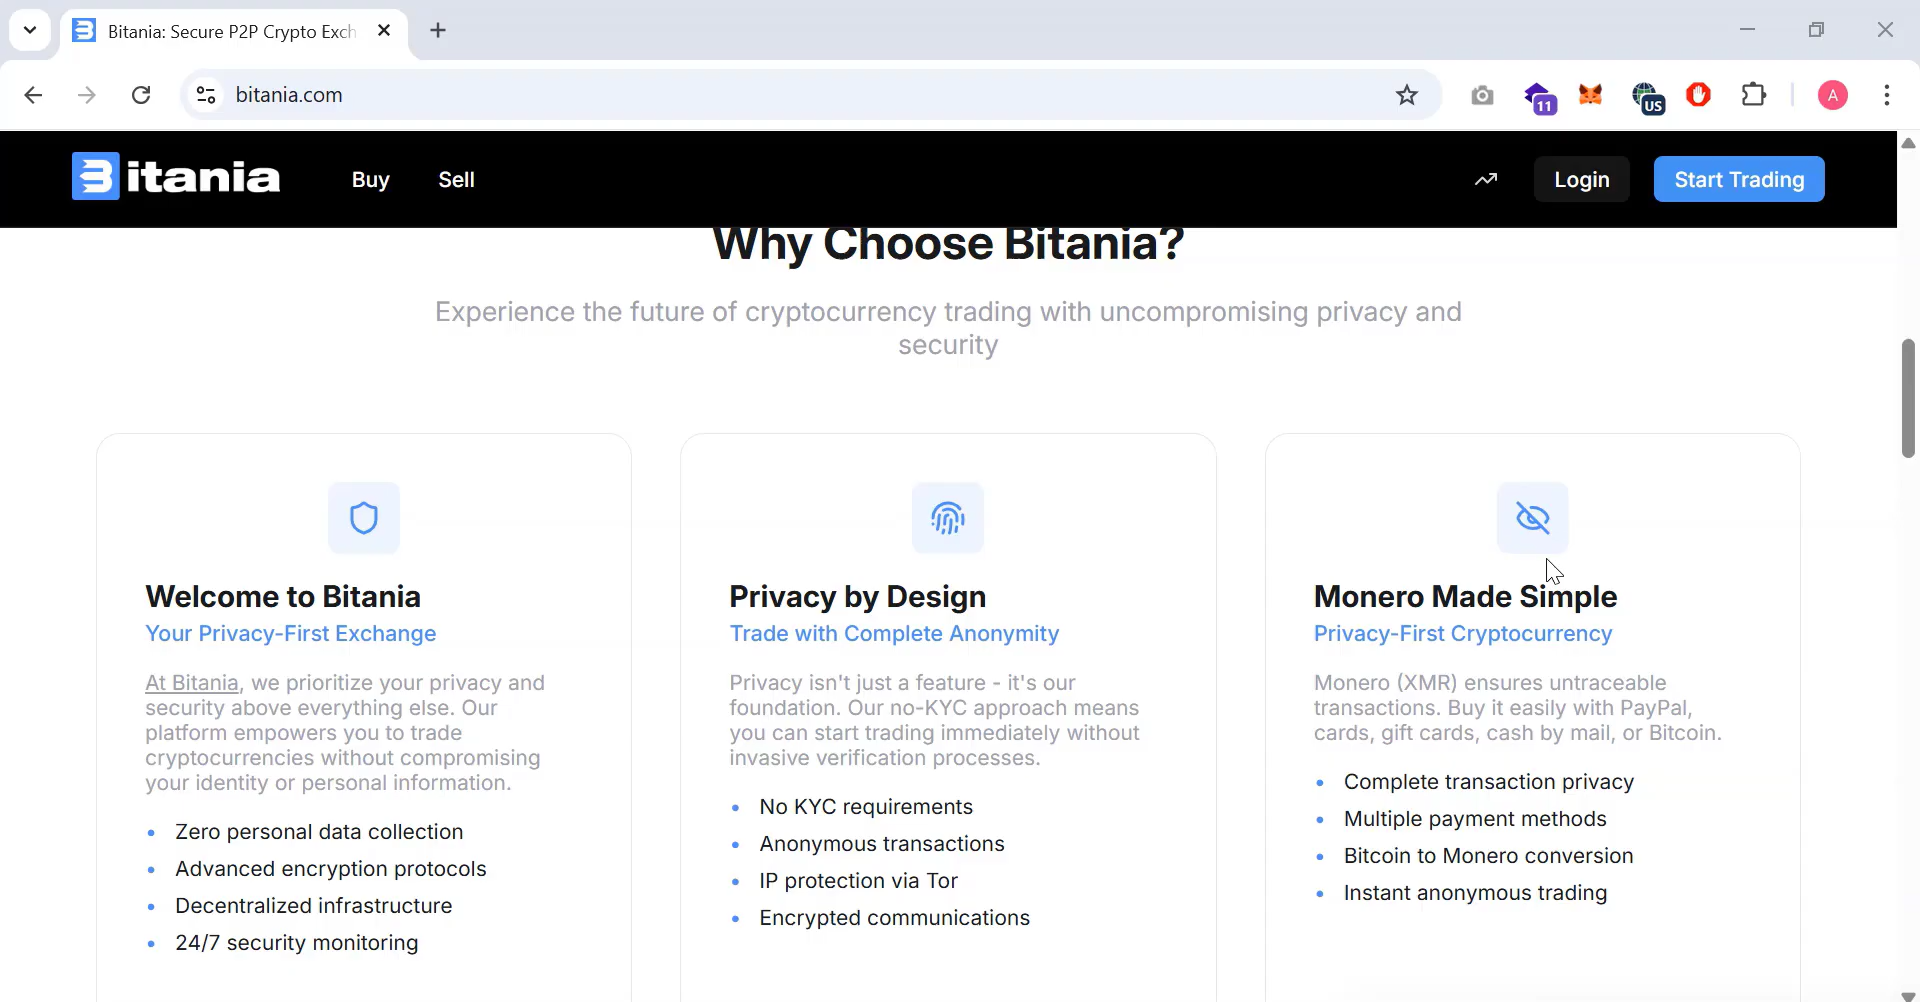 Bitania: Secure P2P Crypto Exch
bitania.com
11
US
A
Bitania
Buy
Sell
Login
Start Trading
Why Choose Bitania?
Experience the future of cryptocurrency trading with uncompromising privacy and
security
Welcome to Bitania
Your Privacy-First Exchange
At Bitania, we prioritize your privacy and
security above everything else. Our
platform empowers you to trade
cryptocurrencies without compromising
your identity or personal information.
• Zero personal data collection
• Advanced encryption protocols
• Decentralized infrastructure
• 24/7 security monitoring
Privacy by Design
Trade with Complete Anonymity
Privacy isn't just a feature - it's our
foundation. Our no-KYC approach means
you can start trading immediately without
invasive verification processes.
• No KYC requirements
• Anonymous transactions
• IP protection via Tor
• Encrypted communications
Monero Made Simple
Privacy-First Cryptocurrency
Monero (XMR) ensures untraceable
transactions. Buy it easily with PayPal,
cards, gift cards, cash by mail, or Bitcoin.
• Complete transaction privacy
• Multiple payment methods
• Bitcoin to Monero conversion
• Instant anonymous trading